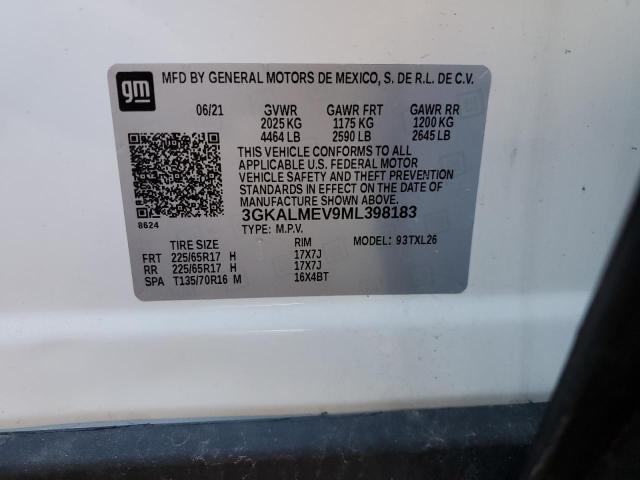 gm
MFD BY GENERAL MOTORS DE MEXICO, S. DE R.L. DE C.V.
06/21 GVWR GAWR FRT GAWR RR
2025 KG 1175 KG 1200 KG
4464 LB 2590 LB 2645 LB
THIS VEHICLE CONFORMS TO ALL
APPLICABLE U.S. FEDERAL MOTOR
VEHICLE SAFETY AND THEFT PREVENTION
STANDARDS IN EFFECT ON THE DATE OF
MANUFACTURE SHOWN ABOVE.
8624 3GKALMEV9ML398183
TYPE: M.P.V.
TIRE SIZE RIM MODEL: 93TXL26
FRT 225/65R17 H 17X7J
RR 225/65R17 H 17X7J
SPA T135/70R16 M 16X4BT